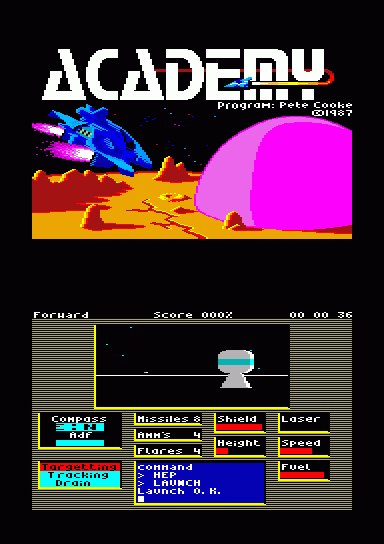 ACADEMY
Program: Pete Cooke
©1987
Forward Score 000% 00 00 36
Compass
Adf
Missiles 8
AMM's 4
Flares 4
Shield
Height
Laser
Speed
Fuel
Targetting
Tracking
Drain
COMMAND
> HEP
> LAUNCH
Launch O.K.